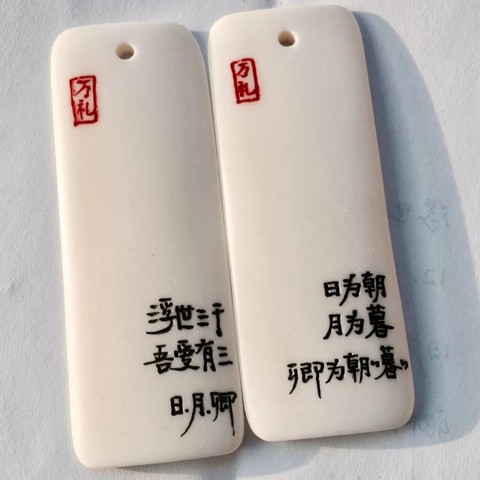 万礼
浮世三千
吾爱有三
日.月.卿
万礼
日为朝
月为暮
卿为朝“暮”